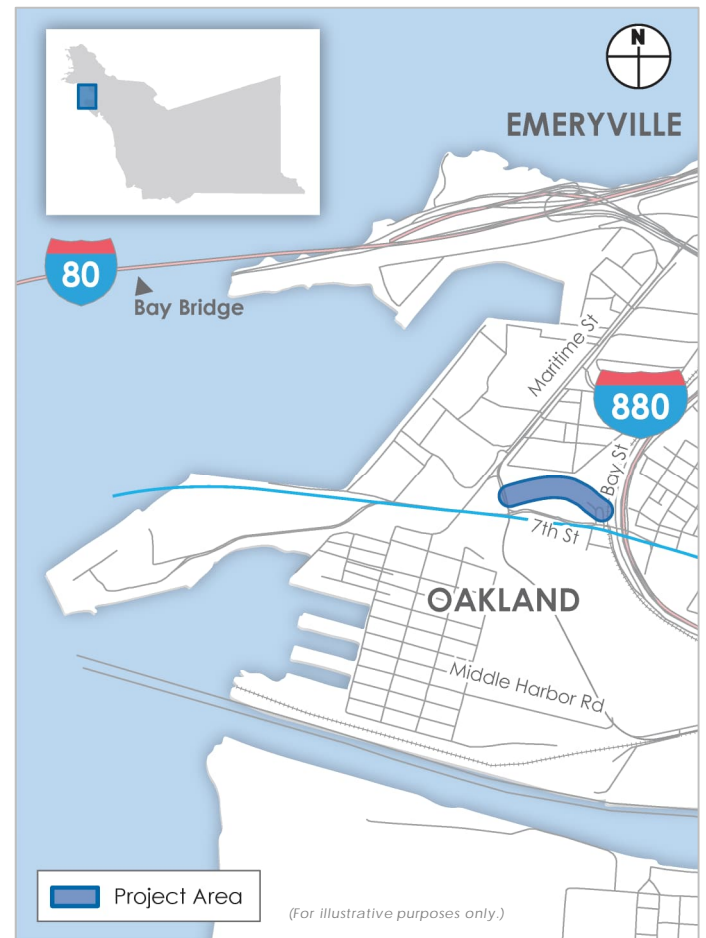 N
EMERYVILLE
80
Bay Bridge
Maritime St
880
Bay St
7th St
OAKLAND
Middle Harbor Rd
Project Area
(For illustrative purposes only.)